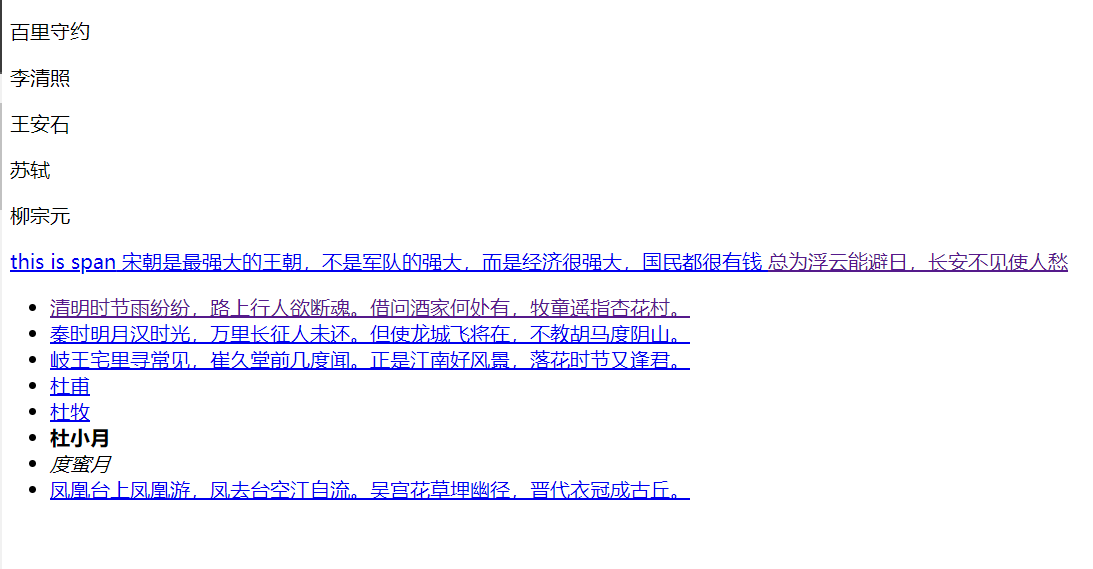 百里守约
李清照
王安石
苏轼
柳宗元
this is span 宋朝是最强大的王朝，不是军队的强大，而是经济很强大，国民都很有钱 总为浮云能避日，长安不见使人愁
清明时节雨纷纷，路上行人欲断魂。借问酒家何处有，牧童遥指杏花村。
秦时明月汉时光，万里长征人未还。但使龙城飞将在，不教胡马度阴山。
岐王宅里寻常见，崔久堂前几度闻。正是江南好风景，落花时节又逢君。
杜甫
杜牧
杜小月
度蜜月
凤凰台上凤凰游，凤去台空江自流。吴宫花草埋幽径，晋代衣冠成古丘。